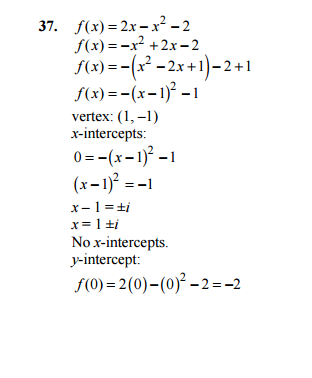 37. f(x) = 2x − x² − 2
f(x) = −x² + 2x − 2
f(x) = −(x² − 2x + 1) − 2 + 1
f(x) = −(x − 1)² − 1
vertex: (1, −1)
x-intercepts:
0 = −(x − 1)² − 1
(x − 1)² = −1
x − 1 = ±i
x = 1 ± i
No x-intercepts.
y-intercept:
f(0) = 2(0) − (0)² − 2 = −2